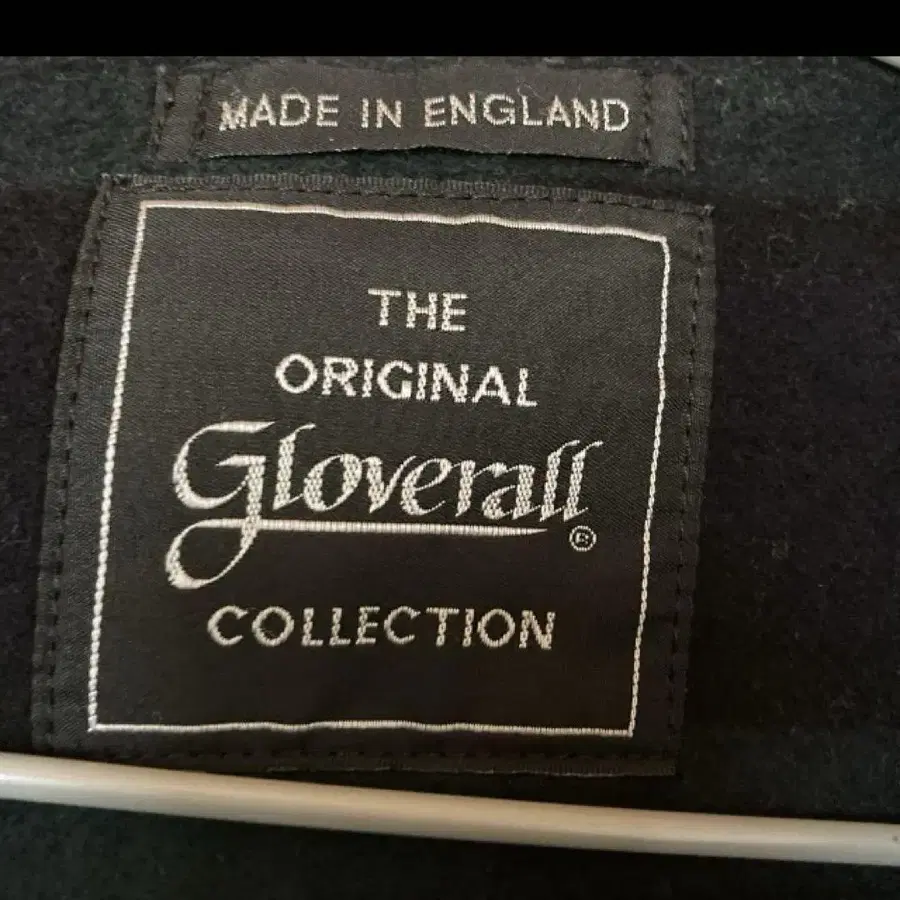 MADE IN ENGLAND
THE
ORIGINAL
Gloverall®
COLLECTION